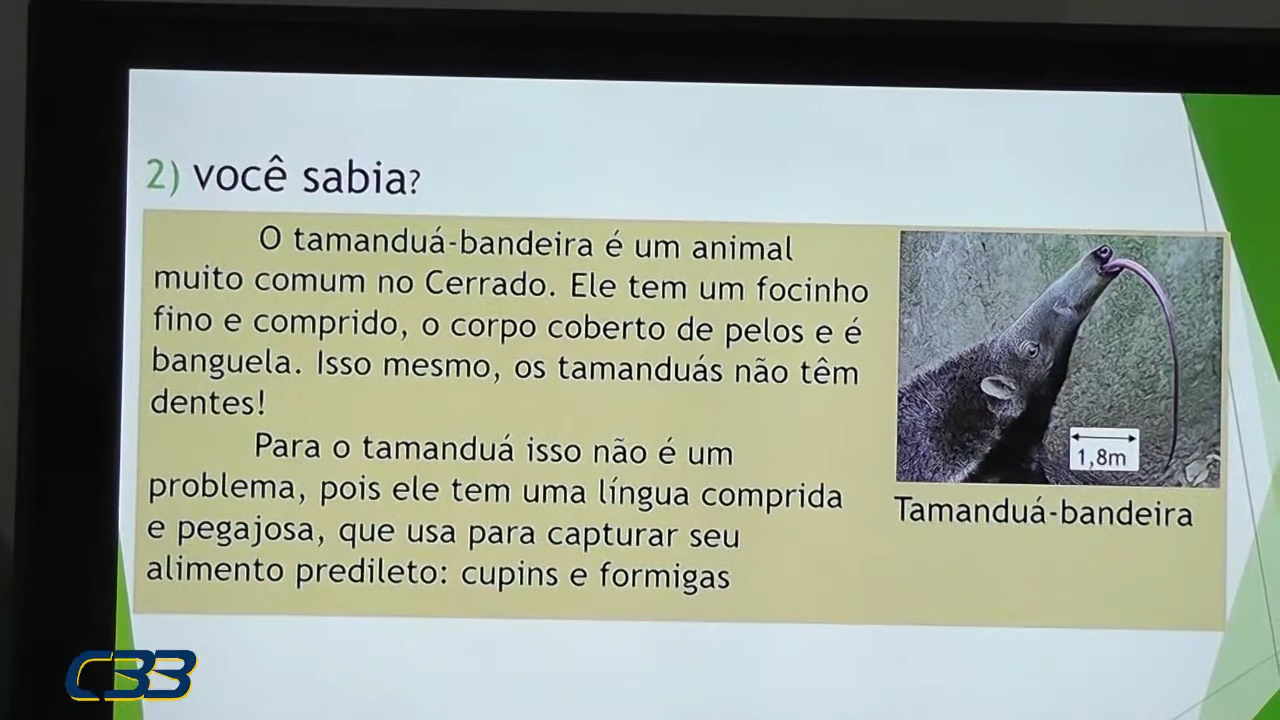 2) você sabia?
O tamanduá-bandeira é um animal
muito comum no Cerrado. Ele tem um focinho
fino e comprido, o corpo coberto de pelos e é
banguela. Isso mesmo, os tamanduás não têm
dentes!
Para o tamanduá isso não é um
problema, pois ele tem uma língua comprida
e pegajosa, que usa para capturar seu
alimento predileto: cupins e formigas
1,8m
Tamanduá-bandeira
CBB